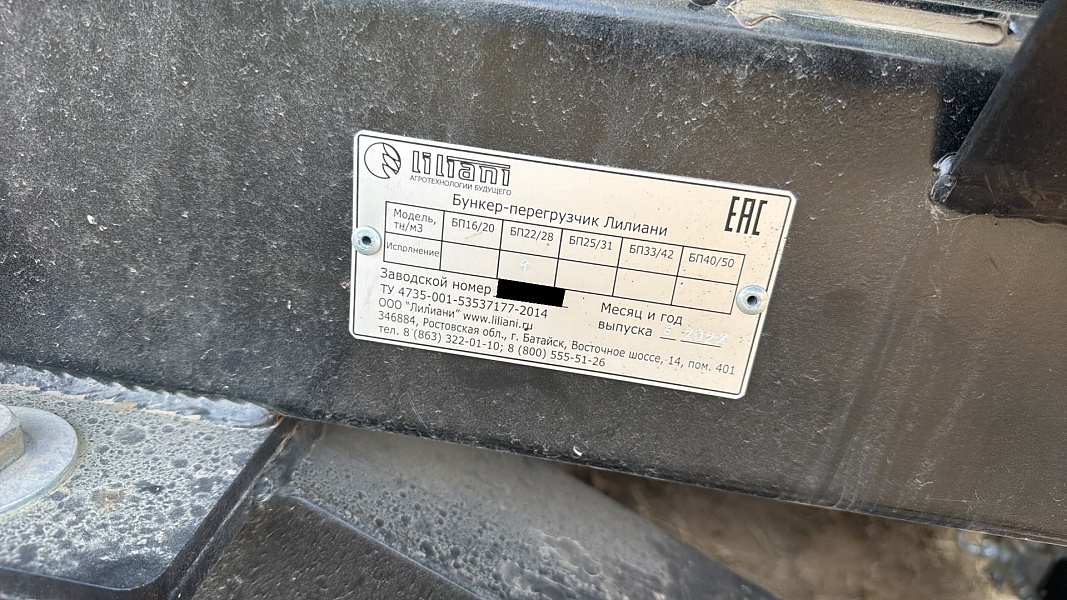 liliani
АГРОТЕХНОЛОГИИ БУДУЩЕГО
EAC
Бункер-перегрузчик Лилиани
Модель, тн/м3 БП16/20 БП22/28 БП25/31 БП33/42 БП40/50
Исполнение
Заводской номер
ТУ 4735-001-53537177-2014
Месяц и год
выпуска
ООО "Лилиани" www.liliani.ru
346884, Ростовская обл., г. Батайск, Восточное шоссе, 14, пом. 401
тел. 8 (863) 322-01-10; 8 (800) 555-51-26